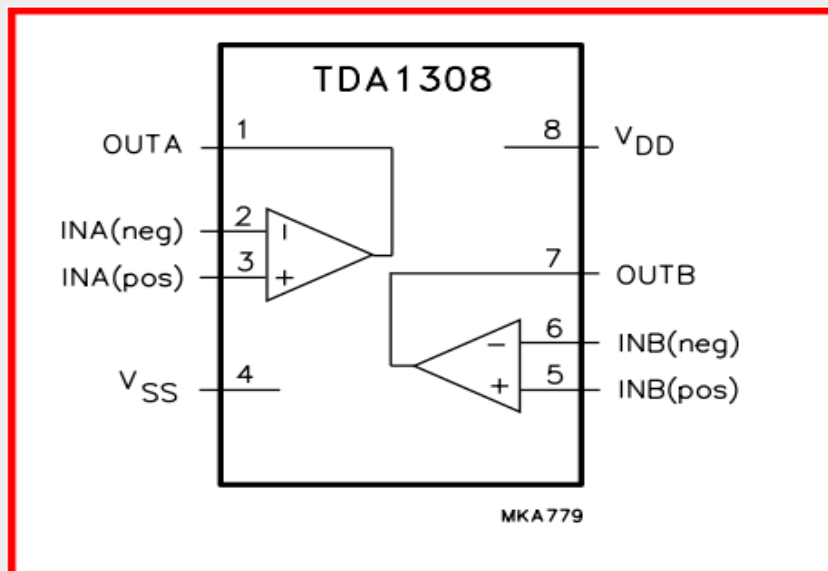 TDA1308
OUTA 1
8 VDD
INA(neg) 2 -
INA(pos) 3 +
7 OUTB
- 6 INB(neg)
VSS 4
+ 5 INB(pos)
MKA779